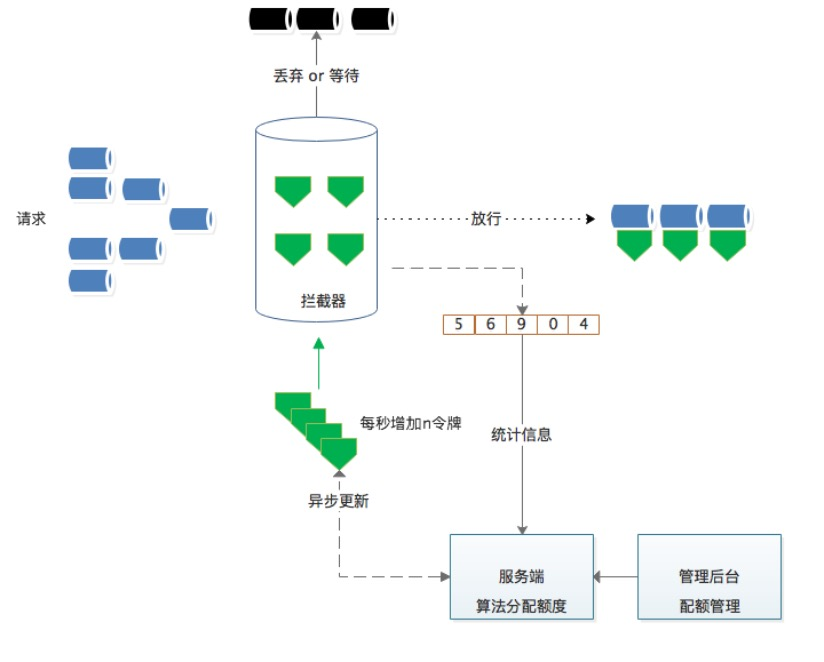 丢弃 or 等待
请求
放行
拦截器
5 6 9 0 4
每秒增加n令牌
统计信息
异步更新
服务端
算法分配额度
管理后台
配额管理